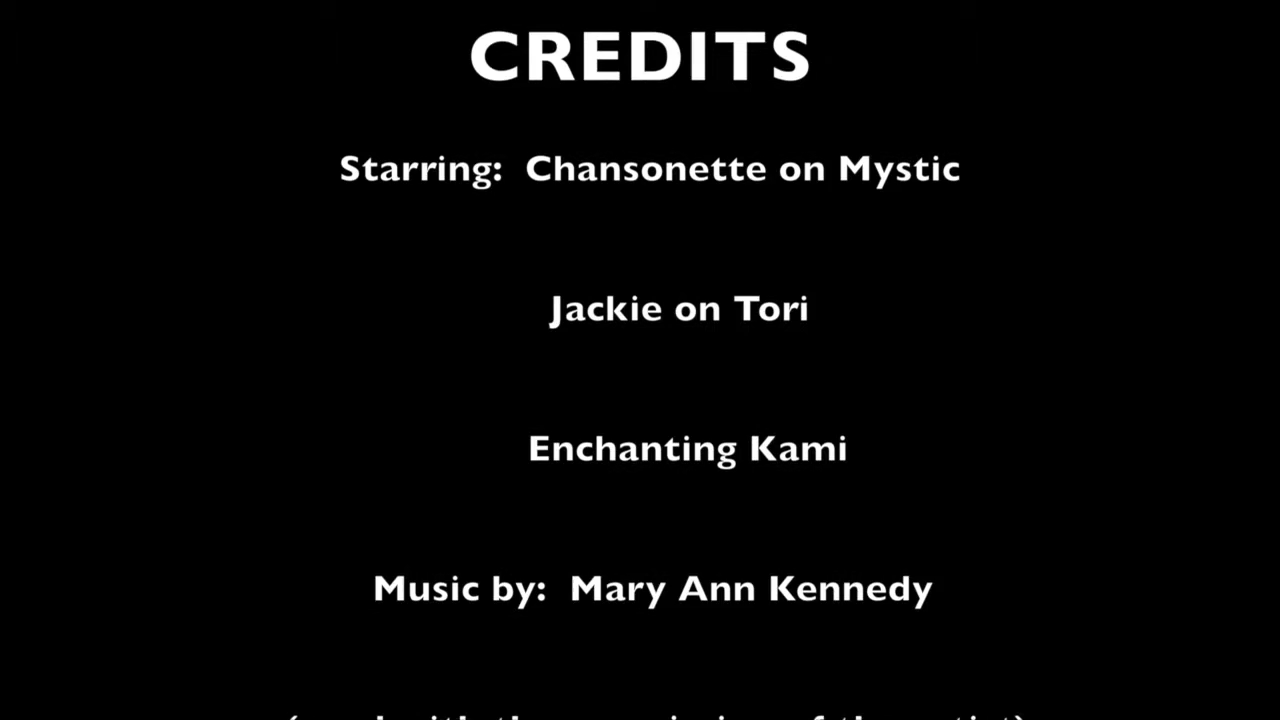 CREDITS
Starring:  Chansonette on Mystic
Jackie on Tori
Enchanting Kami
Music by:  Mary Ann Kennedy